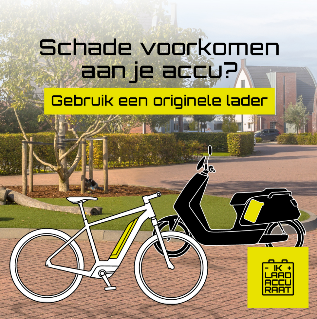 Schade voorkomen
aan je accu?
Gebruik een originele lader
IK
LAAD
ACCU
RAAT